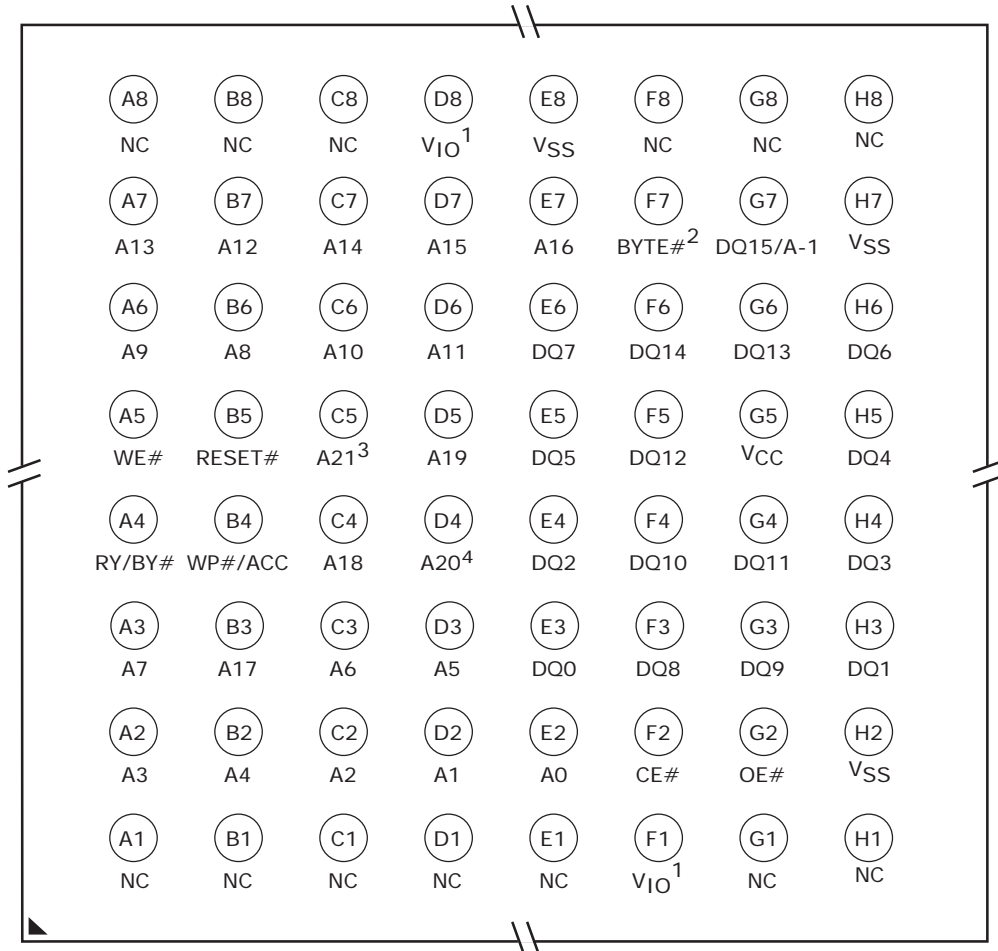 A8 B8 C8 D8 E8 F8 G8 H8
NC NC NC VIO1 VSS NC NC NC
A7 B7 C7 D7 E7 F7 G7 H7
A13 A12 A14 A15 A16 BYTE#2 DQ15/A-1 VSS
A6 B6 C6 D6 E6 F6 G6 H6
A9 A8 A10 A11 DQ7 DQ14 DQ13 DQ6
A5 B5 C5 D5 E5 F5 G5 H5
WE# RESET# A213 A19 DQ5 DQ12 VCC DQ4
A4 B4 C4 D4 E4 F4 G4 H4
RY/BY# WP#/ACC A18 A204 DQ2 DQ10 DQ11 DQ3
A3 B3 C3 D3 E3 F3 G3 H3
A7 A17 A6 A5 DQ0 DQ8 DQ9 DQ1
A2 B2 C2 D2 E2 F2 G2 H2
A3 A4 A2 A1 A0 CE# OE# VSS
A1 B1 C1 D1 E1 F1 G1 H1
NC NC NC NC NC VIO1 NC NC